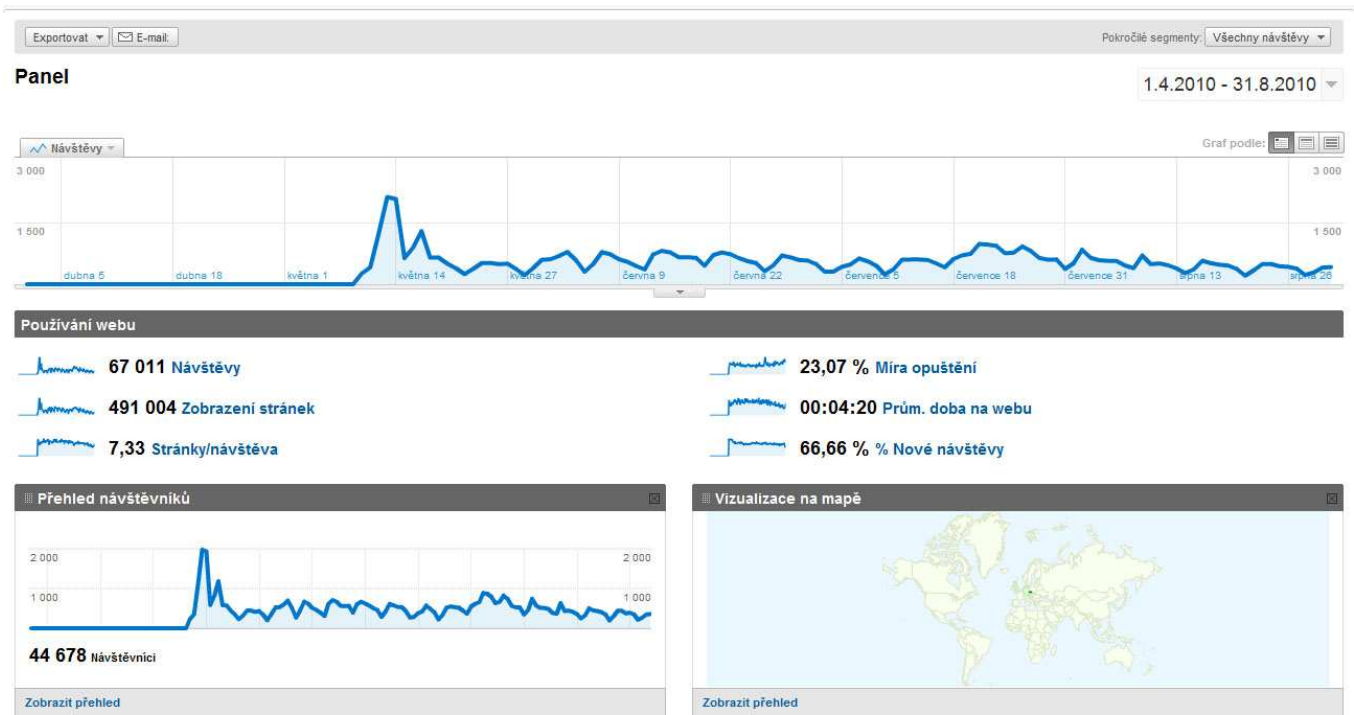 Exportovat E-mail: Pokročilé segmenty: Všechny návštěvy
Panel
1.4.2010 - 31.8.2010
Návštěvy Graf podle:
3 000 3 000
1 500 1 500
dubna 5 dubna 18 května 1 května 14 května 27 června 9 června 22 července 5 července 18 července 31 srpna 13 srpna 26
Používání webu
67 011 Návštěvy
23,07 % Míra opuštění
491 004 Zobrazení stránek
00:04:20 Prům. doba na webu
7,33 Stránky/návštěva
66,66 % % Nové návštěvy
Přehled návštěvníků
Vizualizace na mapě
2 000 2 000
1 000 1 000
44 678 Návštěvníci
Zobrazit přehled
Zobrazit přehled